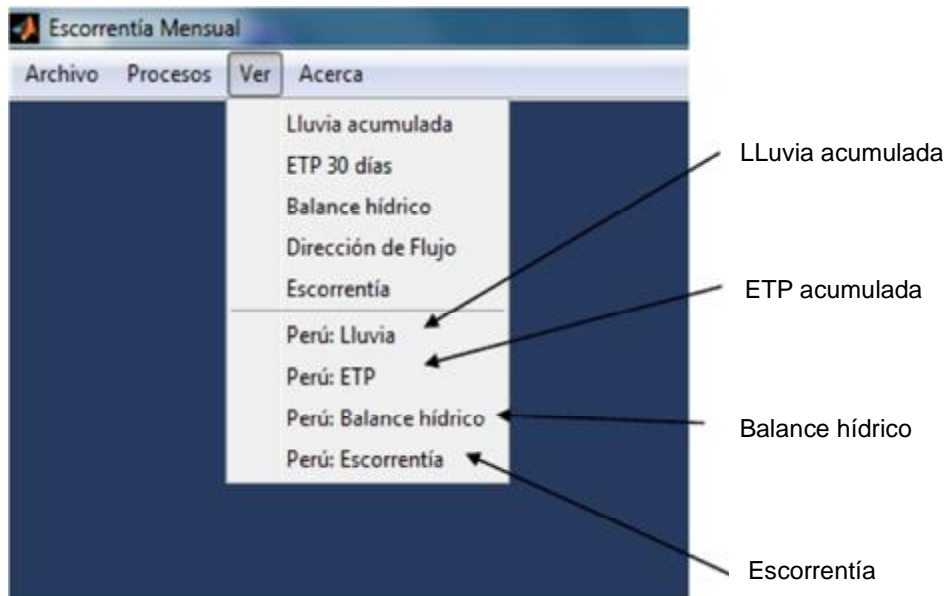 Escorrentía Mensual
Archivo Procesos Ver Acerca
Lluvia acumulada
ETP 30 días
Balance hídrico
Dirección de Flujo
Escorrentía
Perú: Lluvia
Perú: ETP
Perú: Balance hídrico
Perú: Escorrentía
LLuvia acumulada
ETP acumulada
Balance hídrico
Escorrentía